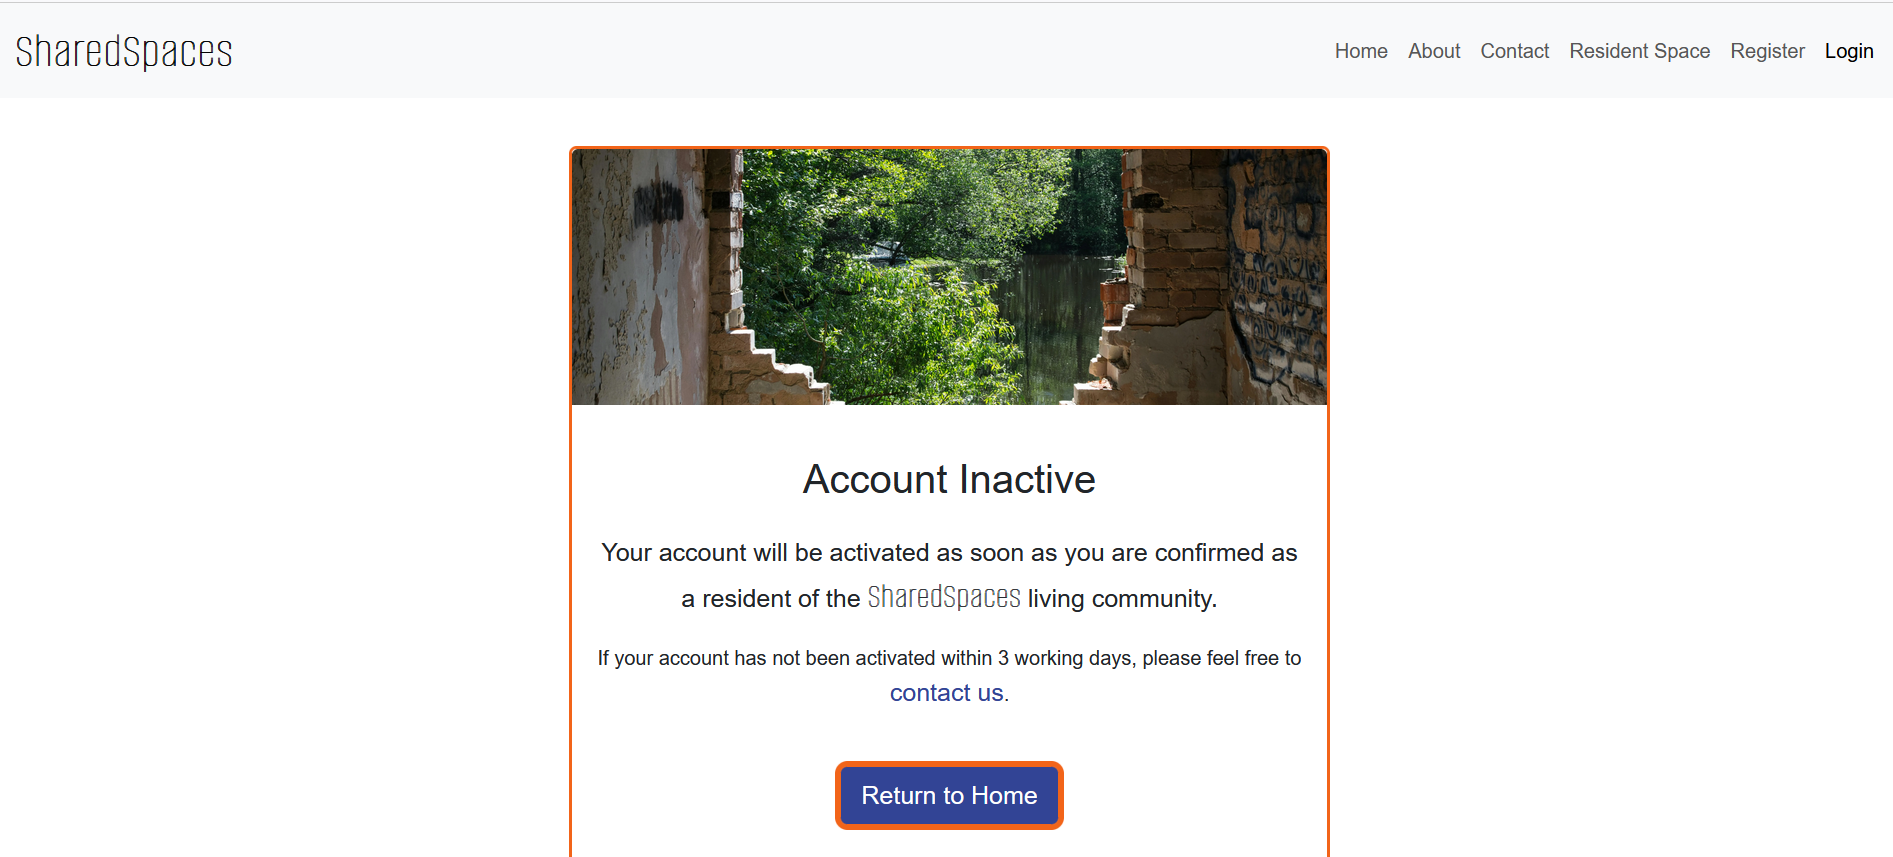 SharedSpaces
Home About Contact Resident Space Register Login
Account Inactive
Your account will be activated as soon as you are confirmed as
a resident of the SharedSpaces living community.
If your account has not been activated within 3 working days, please feel free to
contact us.
Return to Home